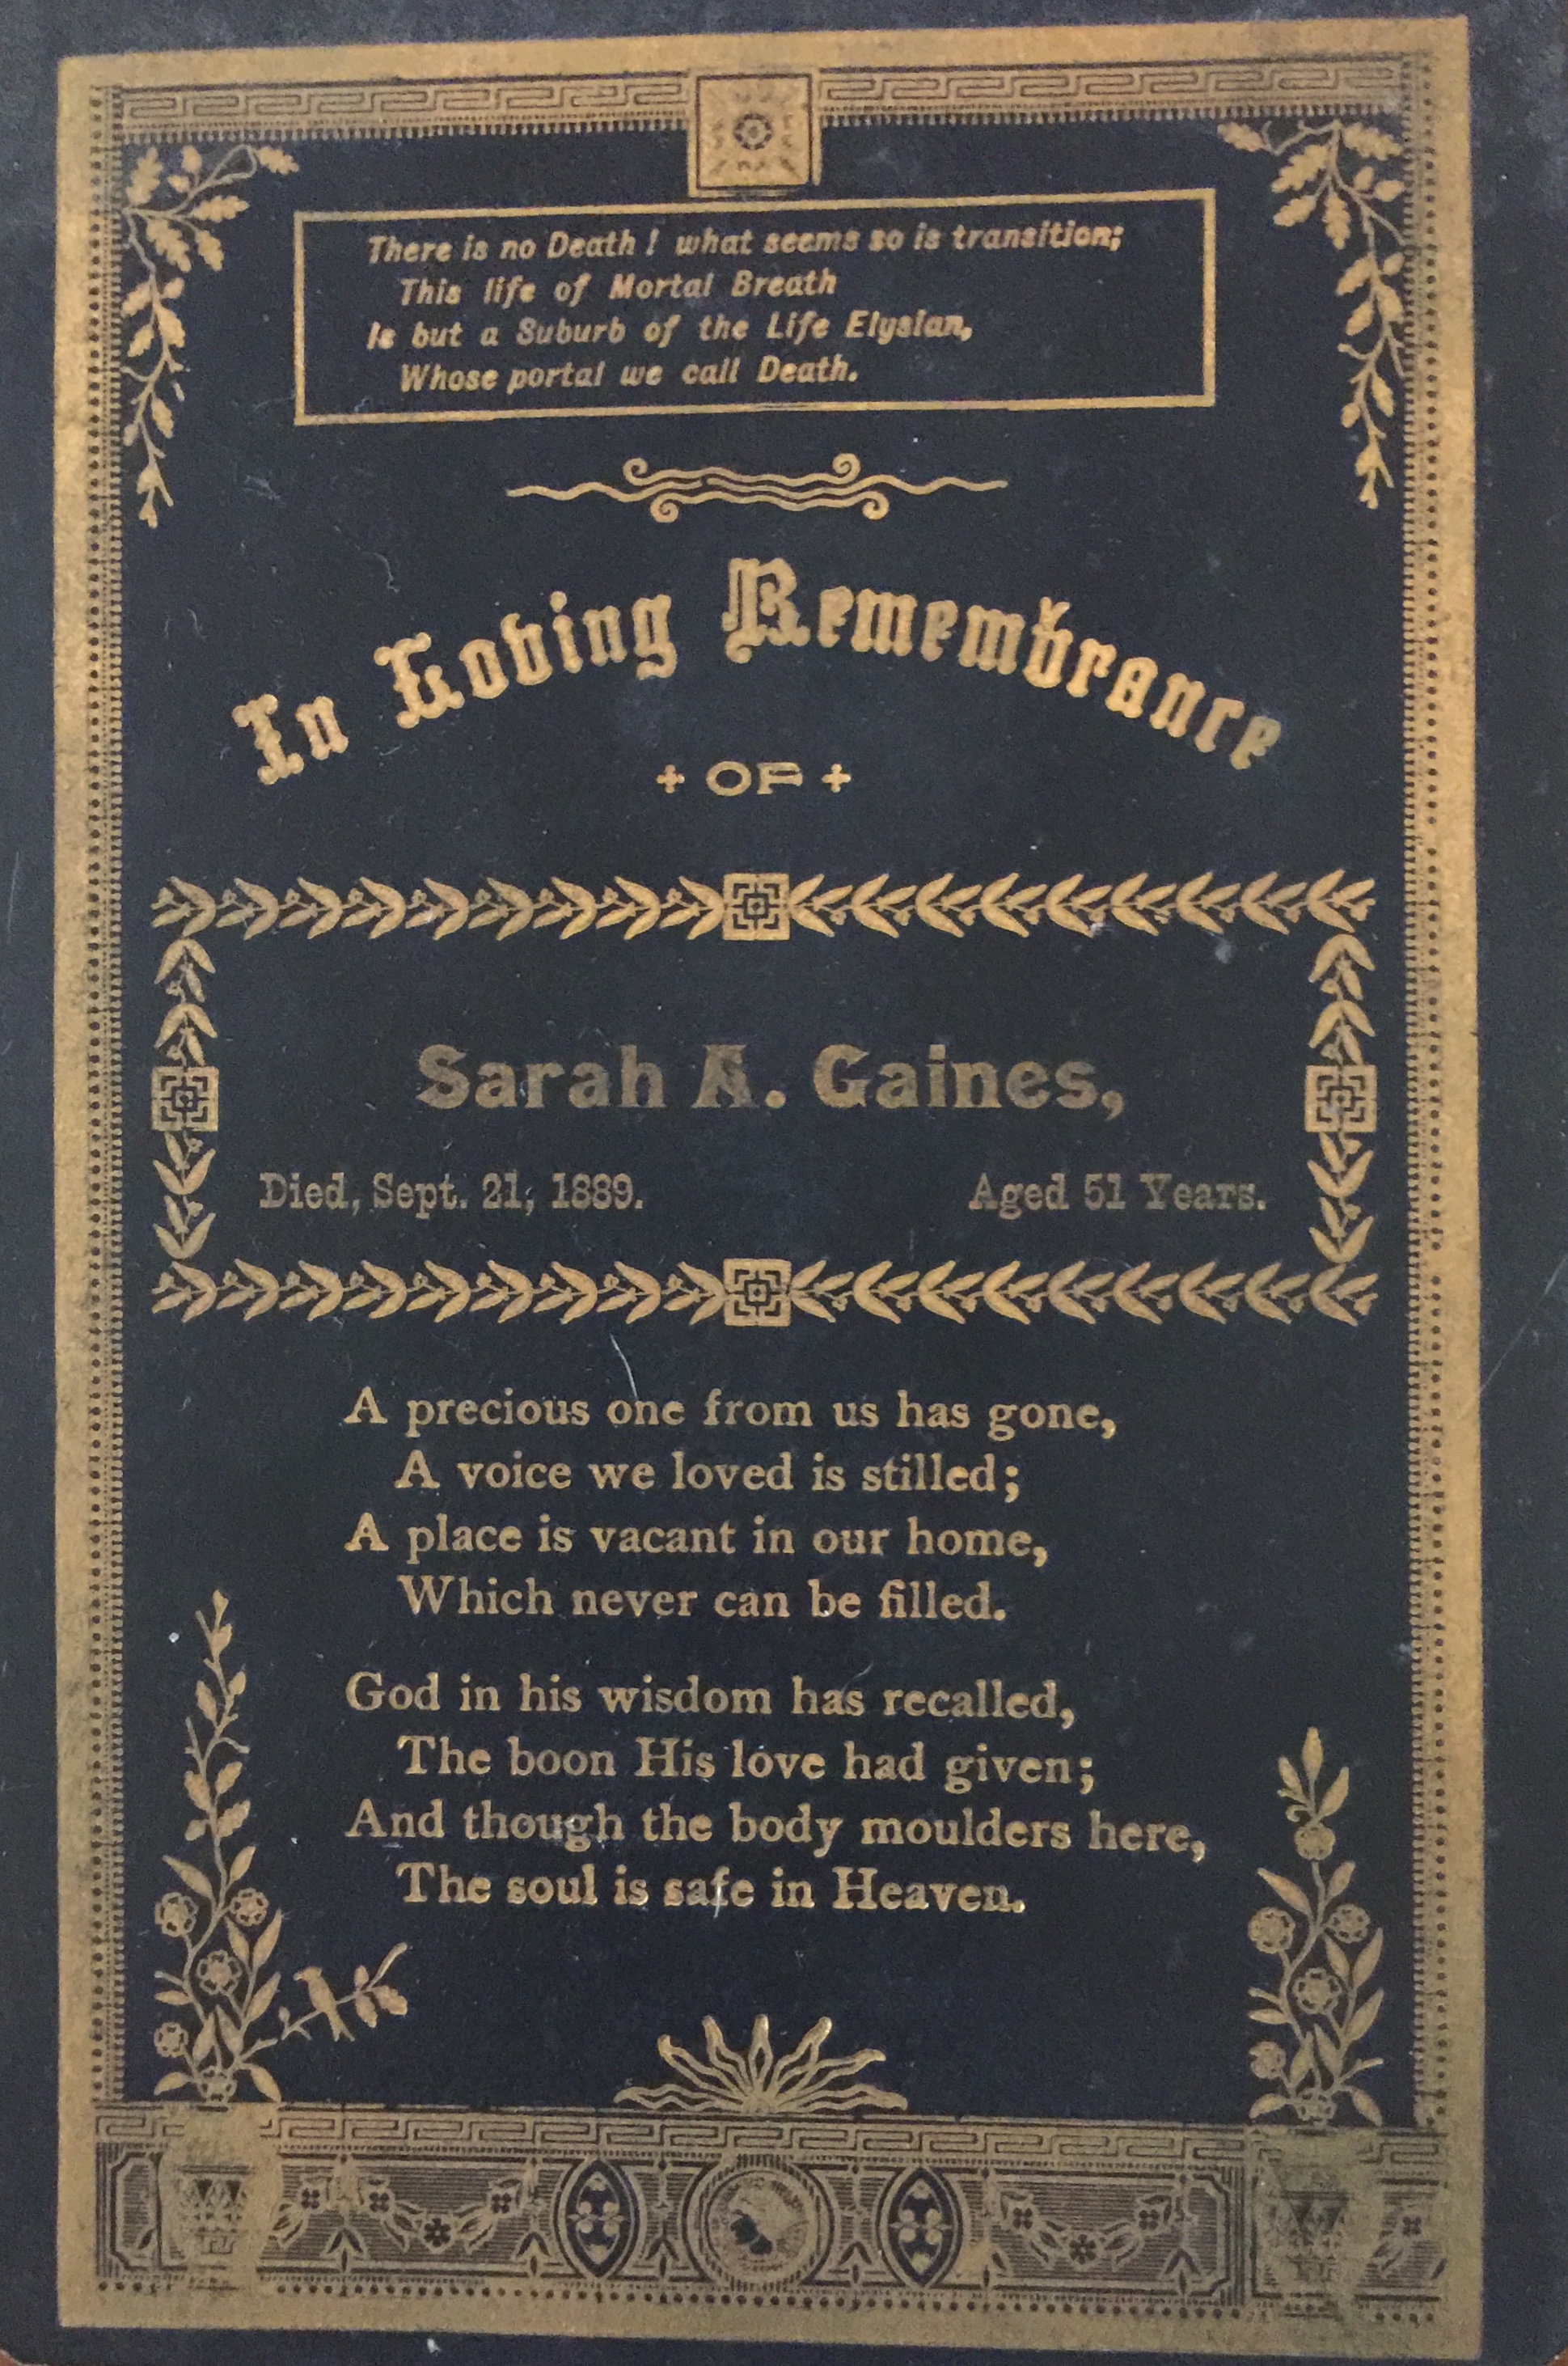 There is no Death! what seems so is transition;
This life of Mortal Breath
Is but a Suburb of the Life Elysian,
Whose portal we call Death.
In Loving Remembrance
+ OF +
Sarah A. Gaines,
Died, Sept. 21, 1889. Aged 51 Years.
A precious one from us has gone,
A voice we loved is stilled;
A place is vacant in our home,
Which never can be filled.
God in his wisdom has recalled,
The boon His love had given;
And though the body moulders here,
The soul is safe in Heaven.